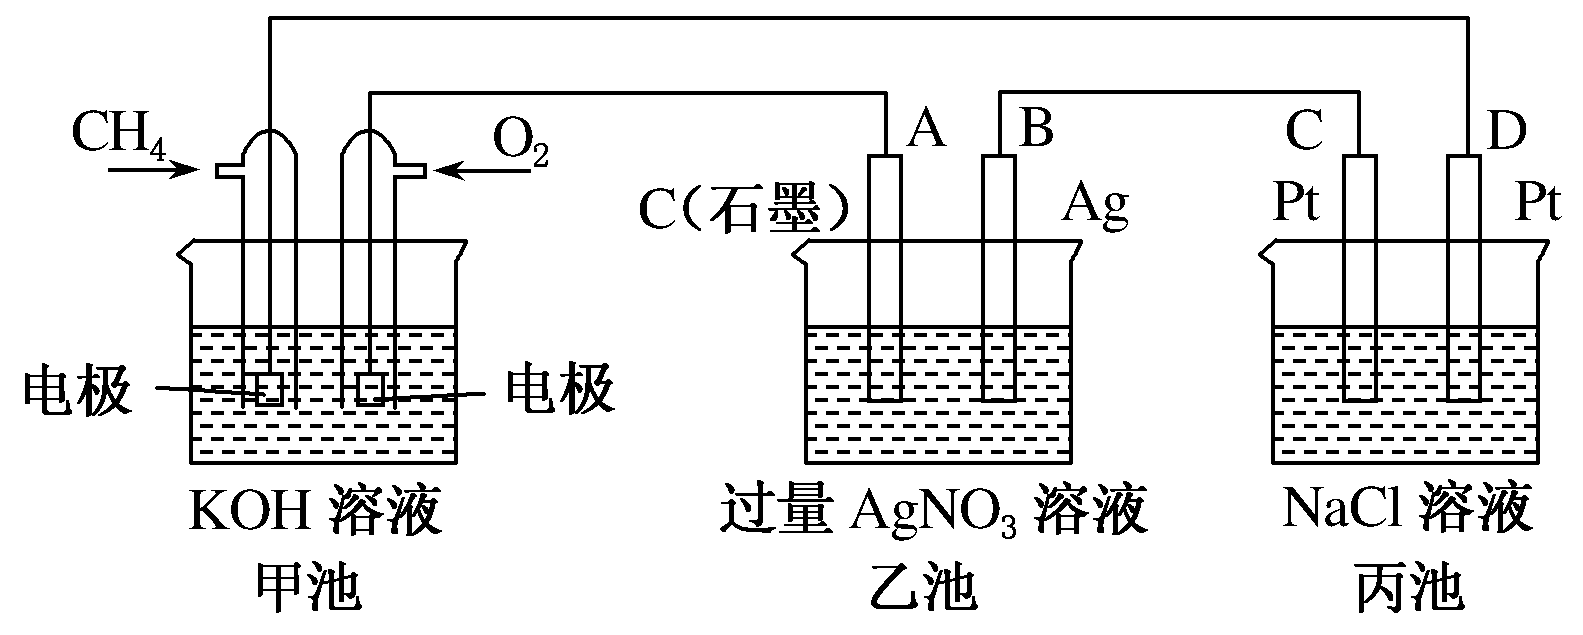 CH₄
O₂
A
B
C
D
C(石墨)
Ag
Pt
Pt
电极
电极
KOH 溶液
过量 AgNO₃ 溶液
NaCl 溶液
甲池
乙池
丙池